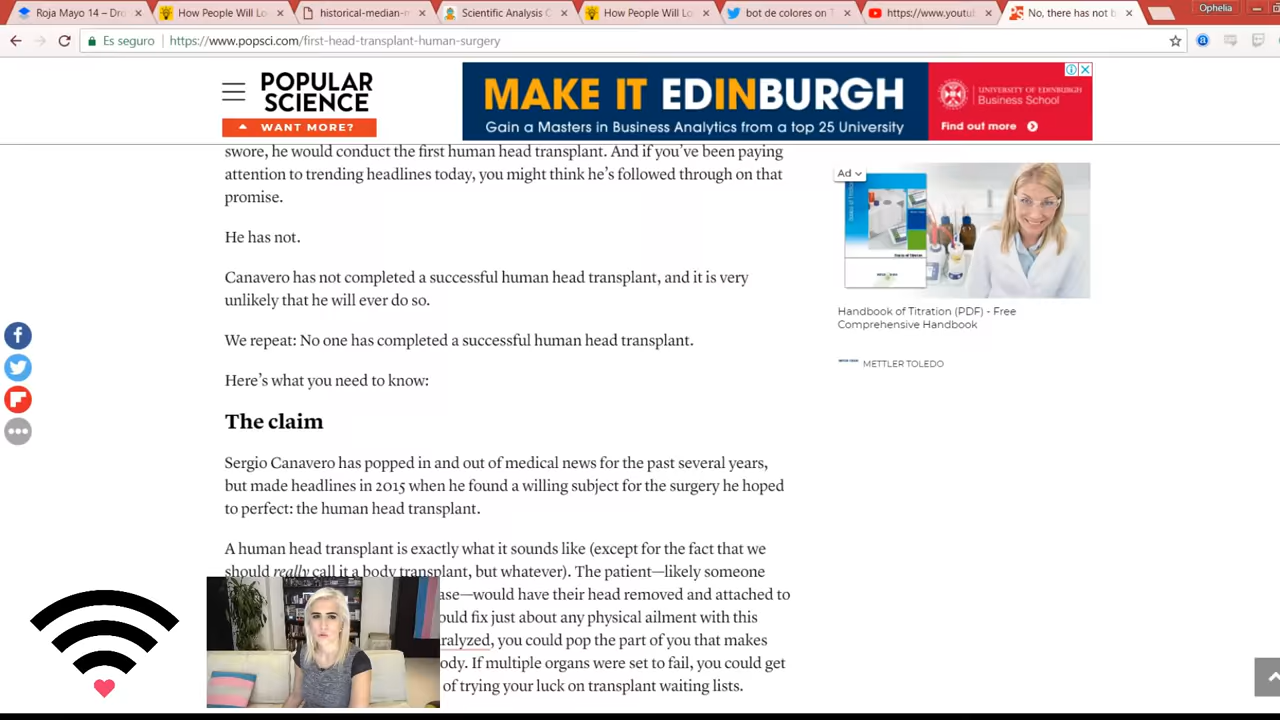 Roja Mayo 14 – Dro
How People Will Lo
historical-median-m
Scientific Analysis C
How People Will Lo
bot de colores on T
https://www.youtu
No, there has not b
Ophelia
Es seguro
https://www.popsci.com/first-head-transplant-human-surgery
POPULAR
SCIENCE
WANT MORE?
MAKE IT EDINBURGH
Gain a Masters in Business Analytics from a top 25 University
UNIVERSITY OF EDINBURGH
Business School
Find out more
swore, he would conduct the first human head transplant. And if you've been paying
attention to trending headlines today, you might think he's followed through on that
promise.
He has not.
Canavero has not completed a successful human head transplant, and it is very
unlikely that he will ever do so.
We repeat: No one has completed a successful human head transplant.
Here's what you need to know:
The claim
Sergio Canavero has popped in and out of medical news for the past several years,
but made headlines in 2015 when he found a willing subject for the surgery he hoped
to perfect: the human head transplant.
A human head transplant is exactly what it sounds like (except for the fact that we
should really call it a body transplant, but whatever). The patient—likely someone
ase—would have their head removed and attached to
ould fix just about any physical ailment with this
ralyzed, you could pop the part of you that makes
ody. If multiple organs were set to fail, you could get
of trying your luck on transplant waiting lists.
Ad
Handbook of Titration (PDF) - Free
Comprehensive Handbook
METTLER TOLEDO